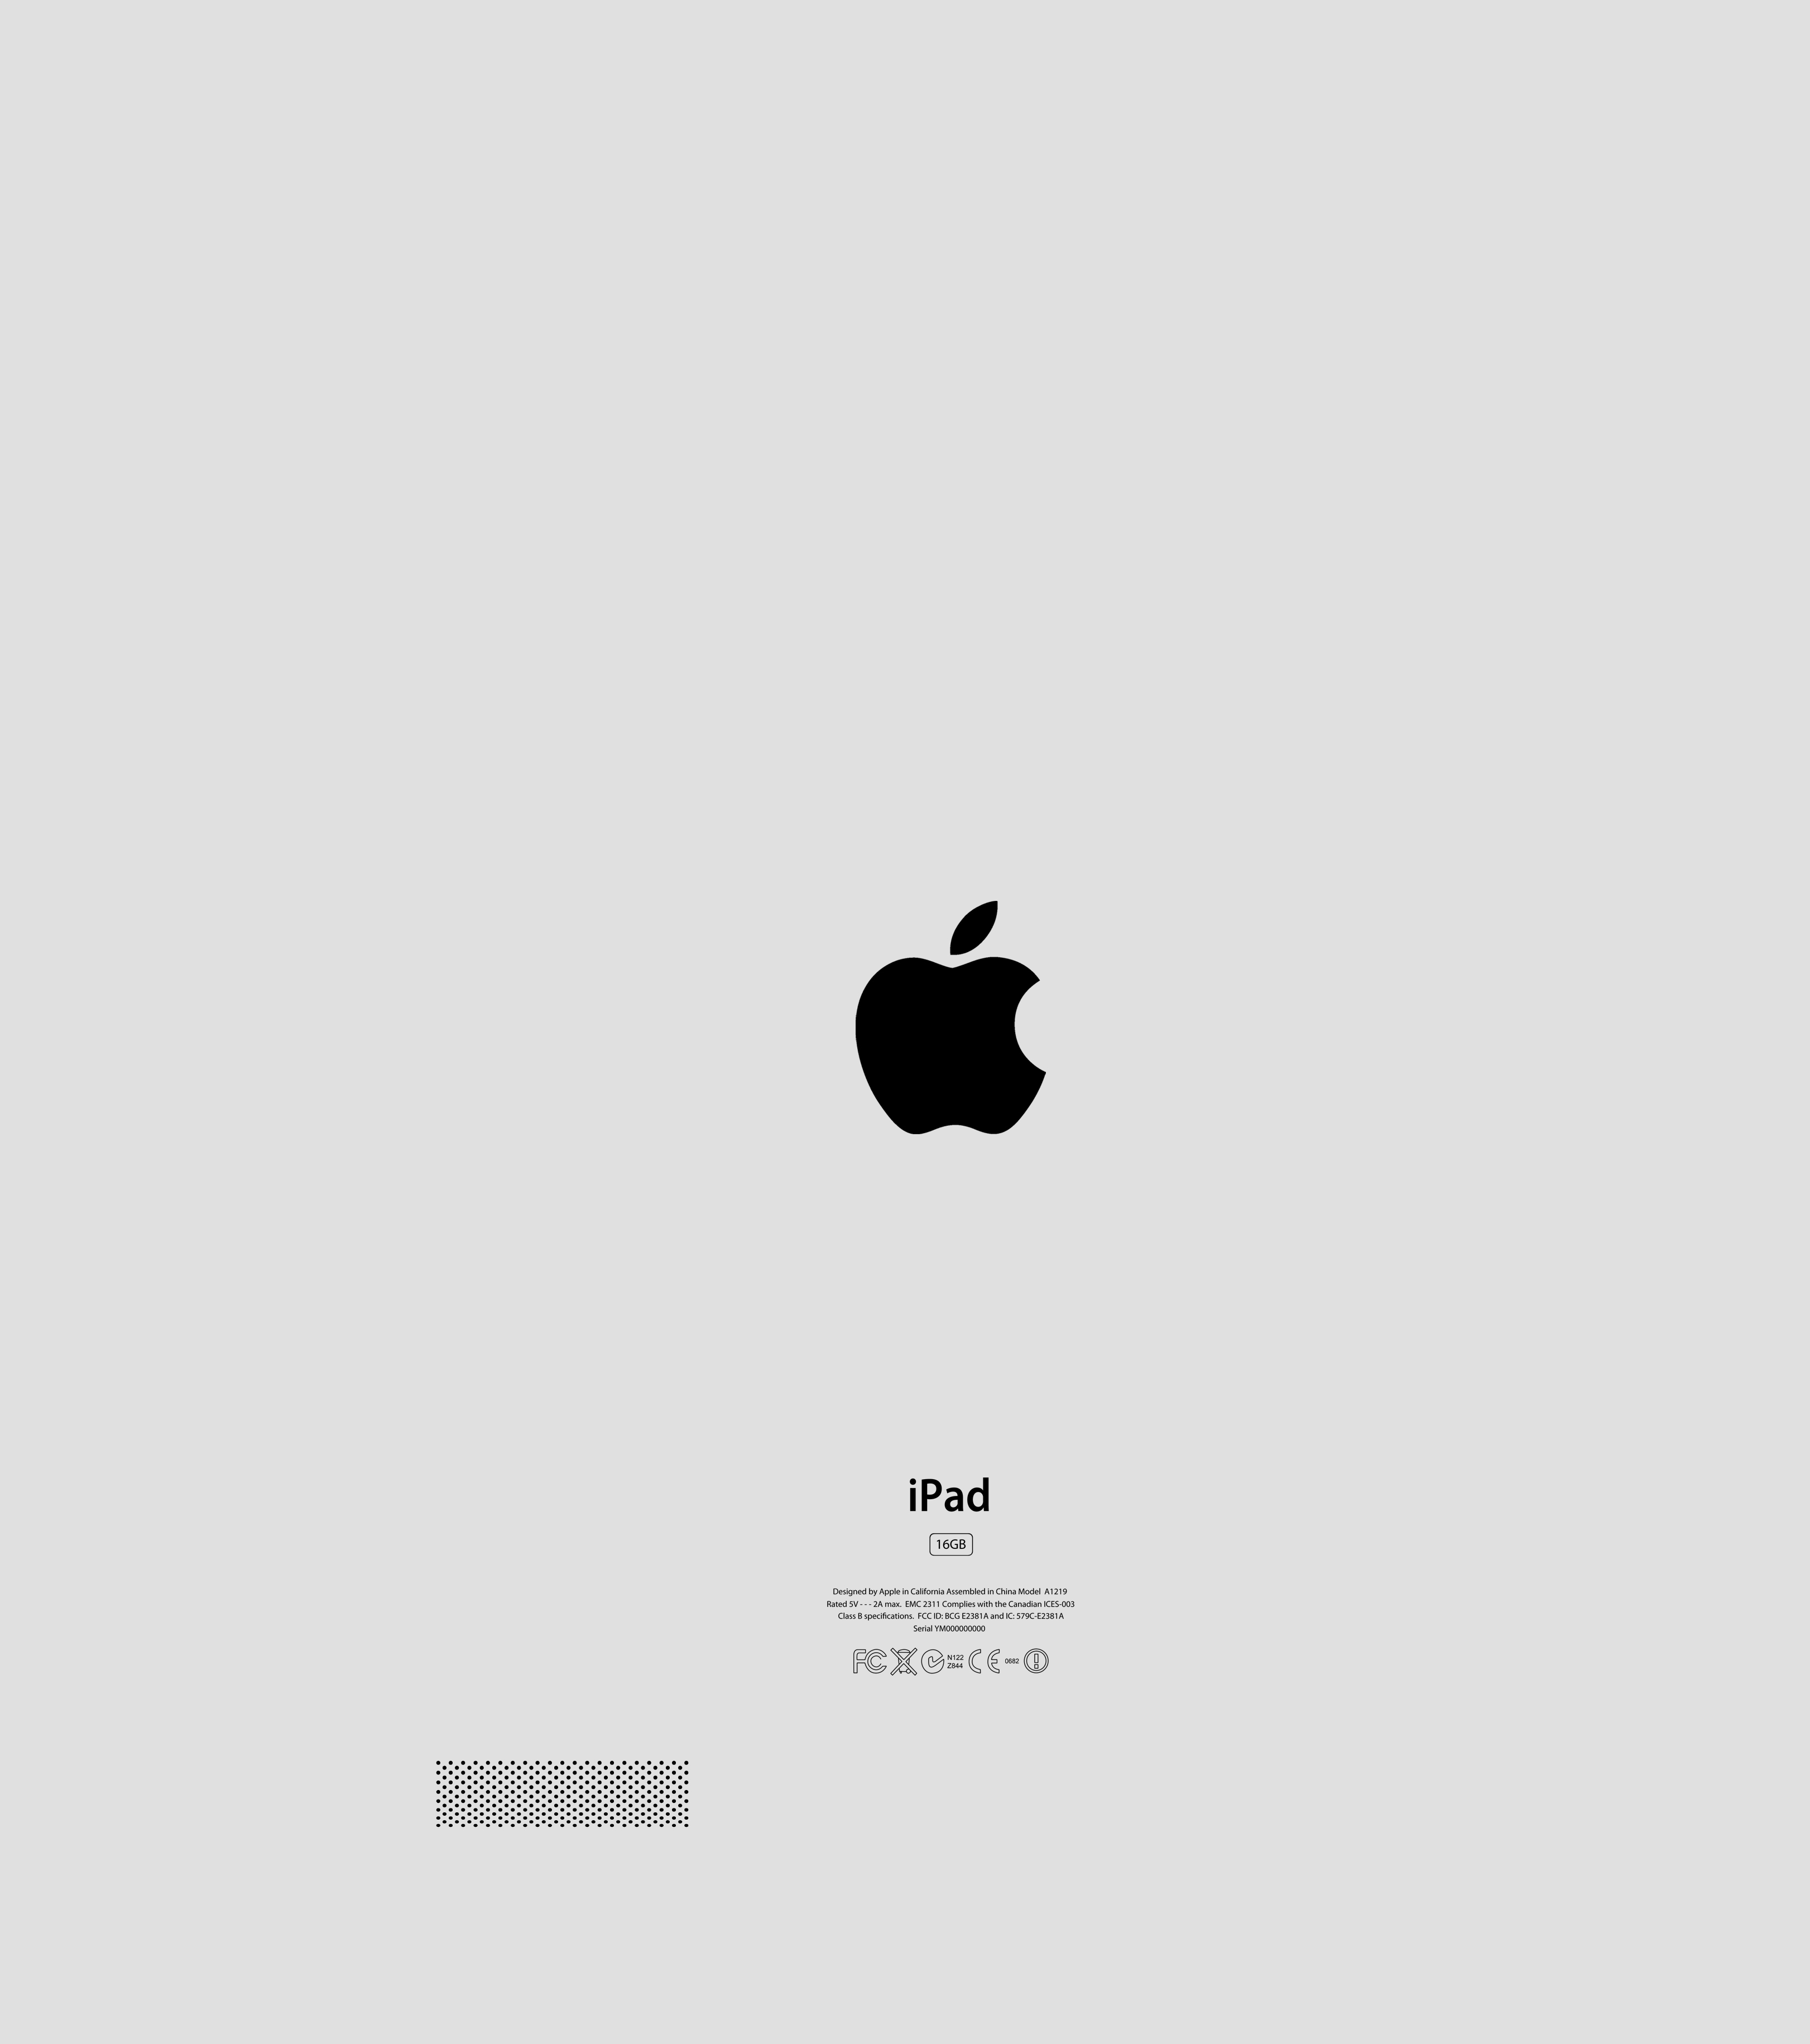 iPad
16GB
Designed by Apple in California Assembled in China Model  A1219
Rated 5V - - - 2A max.  EMC 2311 Complies with the Canadian ICES-003
Class B specifications.  FCC ID: BCG E2381A and IC: 579C-E2381A
Serial YM000000000
FC N122 CE 0682
Z844